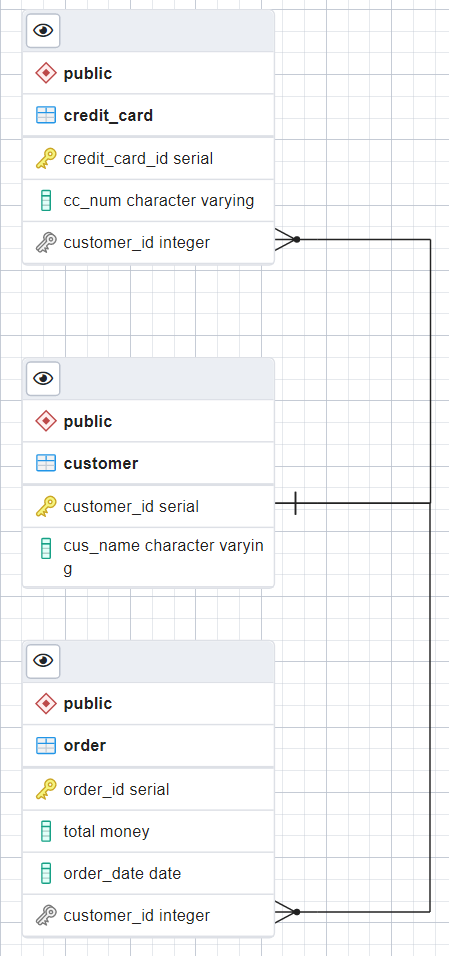 public
credit_card
credit_card_id serial
cc_num character varying
customer_id integer
public
customer
customer_id serial
cus_name character varyin
g
public
order
order_id serial
total money
order_date date
customer_id integer